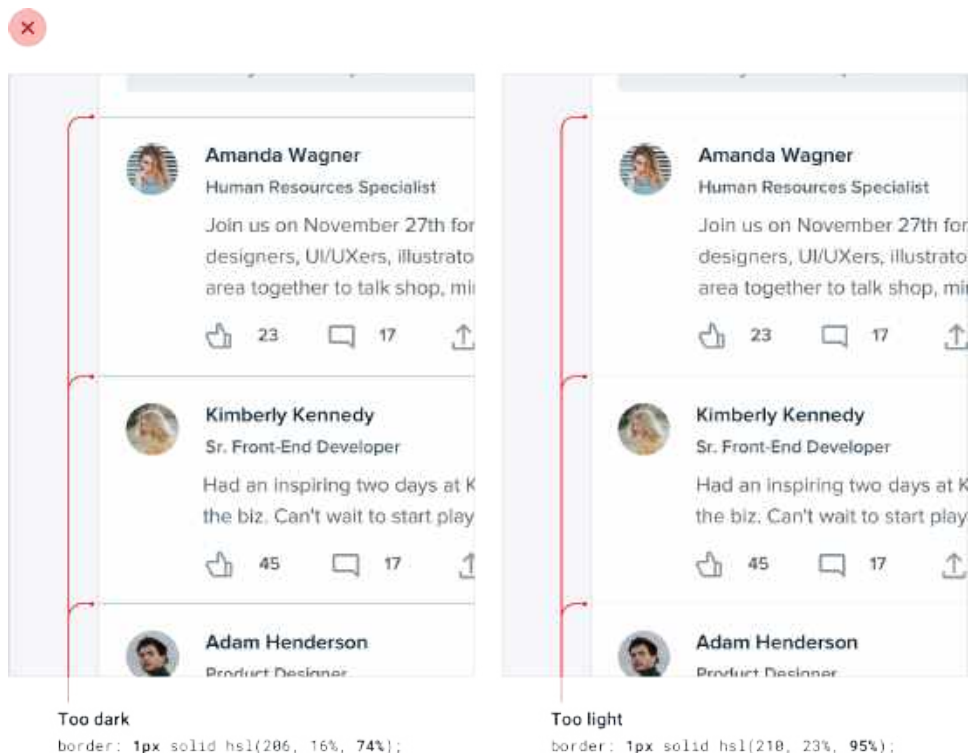 Amanda Wagner
Human Resources Specialist
Join us on November 27th for
designers, UI/UXers,
area together to talk shop,
23 17
Kimberly Kennedy
Sr. Front-End Developer
Had an inspiring two days at
the biz. Can't wait to start play
45 17
Adam Henderson
Product Designer
Too dark
border: 1px solid hsl(206, 16%, 74%);
Amanda Wagner
Human Resources Specialist
Join us on November 27th for
designers, UI/UXers,
area together to talk shop,
23 17
Kimberly Kennedy
Sr. Front-End Developer
Had an inspiring two days at
the biz. Can't wait to start play
45 17
Adam Henderson
Product Designer
Too light
border: 1px solid hsl(210, 23%, 95%);